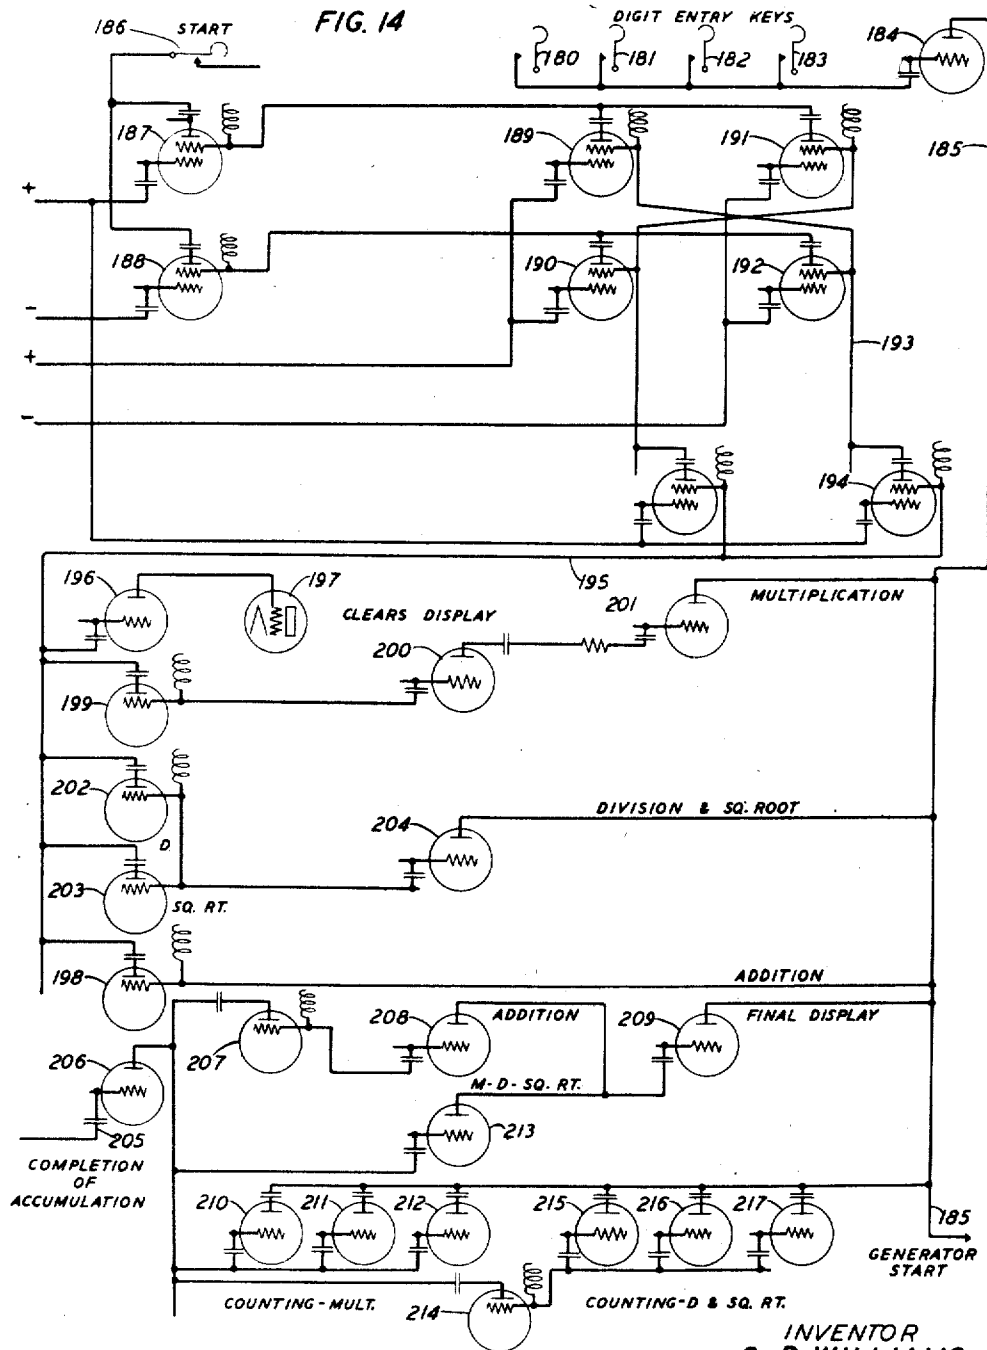 FIG. 14
186
START
DIGIT ENTRY KEYS
180
181
182
183
184
187
189
191
185
+
188
190
192
-
+
193
-
194
195
196
197
CLEARS DISPLAY
201
MULTIPLICATION
200
199
202
D.
204
DIVISION & SQ. ROOT
203
SQ. RT.
198
ADDITION
206
207
208
ADDITION
209
FINAL DISPLAY
M-D-SQ. RT.
205
213
COMPLETION
OF
ACCUMULATION
210
211
212
215
216
217
185
GENERATOR
START
COUNTING-MULT.
214
COUNTING-D & SQ. RT.
INVENTOR